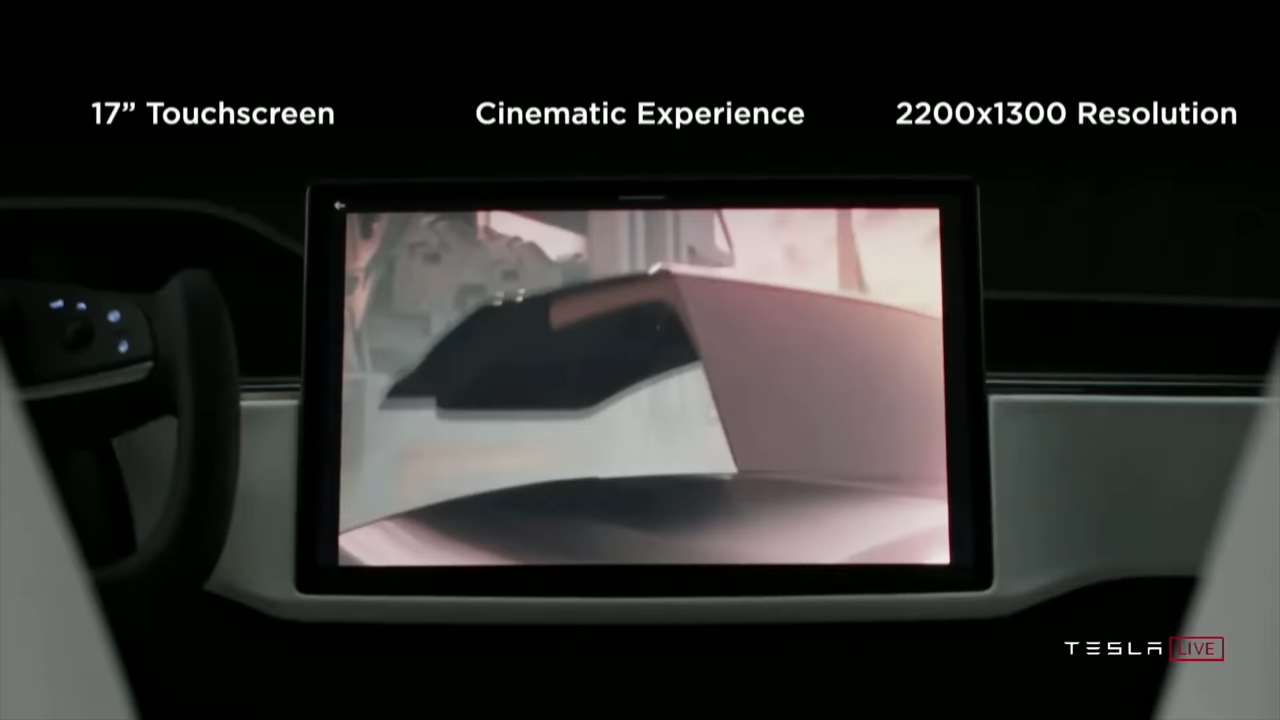 17” Touchscreen
Cinematic Experience
2200x1300 Resolution
TESLA LIVE